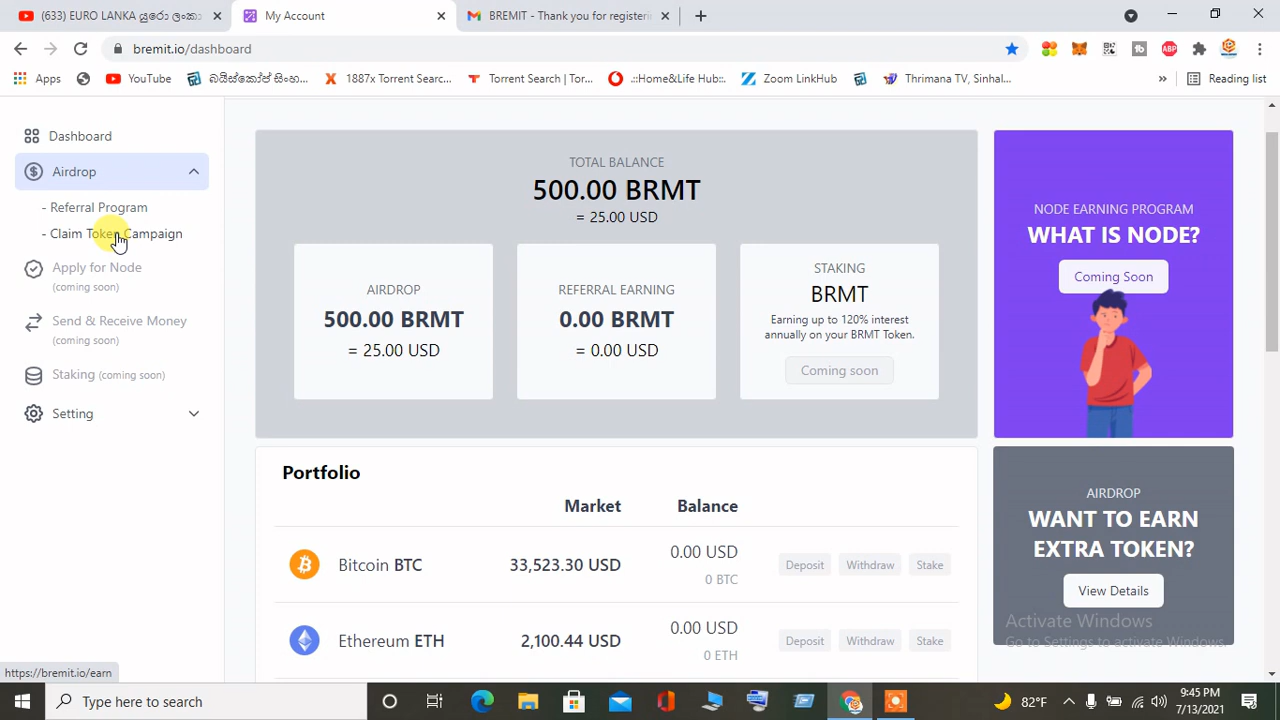 (633) EURO LANKA යුරෝ ලංකා
My Account
BREMIT - Thank you for registerin
bremit.io/dashboard
Apps
YouTube
බයිස්කෝප් සිංහ...
1887x Torrent Searc...
Torrent Search | Tor...
.::Home&Life Hub::.
Zoom LinkHub
Thrimana TV, Sinhal...
»
Reading list
ABP
Dashboard
Airdrop
- Referral Program
- Claim Token Campaign
Apply for Node
(coming soon)
Send & Receive Money
(coming soon)
Staking (coming soon)
Setting
TOTAL BALANCE
500.00 BRMT
= 25.00 USD
AIRDROP
500.00 BRMT
= 25.00 USD
REFERRAL EARNING
0.00 BRMT
= 0.00 USD
STAKING
BRMT
Earning up to 120% interest
annually on your BRMT Token.
Coming soon
NODE EARNING PROGRAM
WHAT IS NODE?
Coming Soon
Portfolio
Market Balance
Bitcoin BTC 33,523.30 USD 0.00 USD
0 BTC
Deposit Withdraw Stake
Ethereum ETH 2,100.44 USD 0.00 USD
0 ETH
Deposit Withdraw Stake
AIRDROP
WANT TO EARN
EXTRA TOKEN?
View Details
Activate Windows
Go to Settings to activate Windows.
https://bremit.io/earn
Type here to search
82°F
9:45 PM
7/13/2021